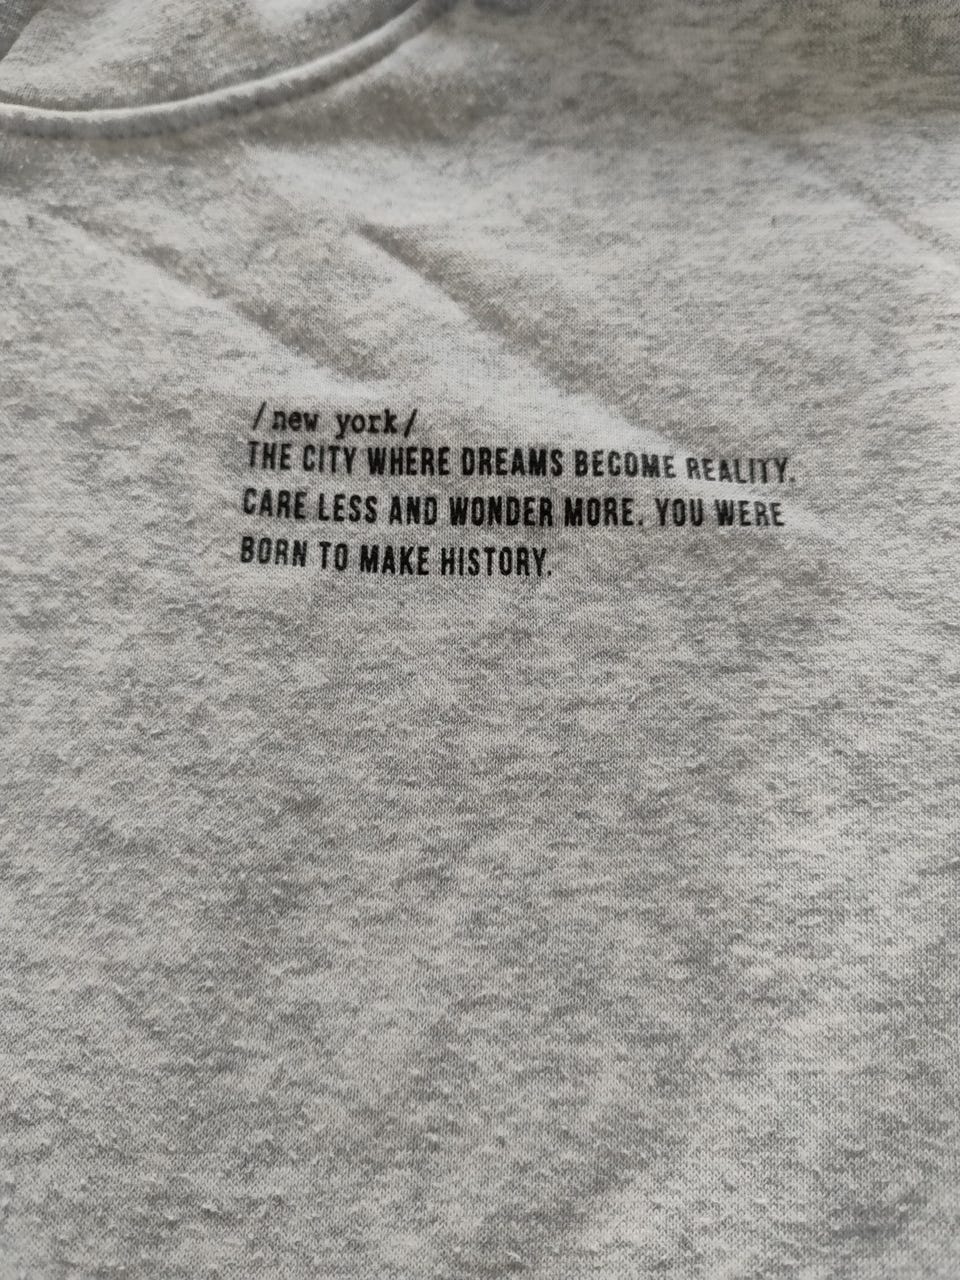 /new york/
THE CITY WHERE DREAMS BECOME REALITY.
CARE LESS AND WONDER MORE. YOU WERE
BORN TO MAKE HISTORY.